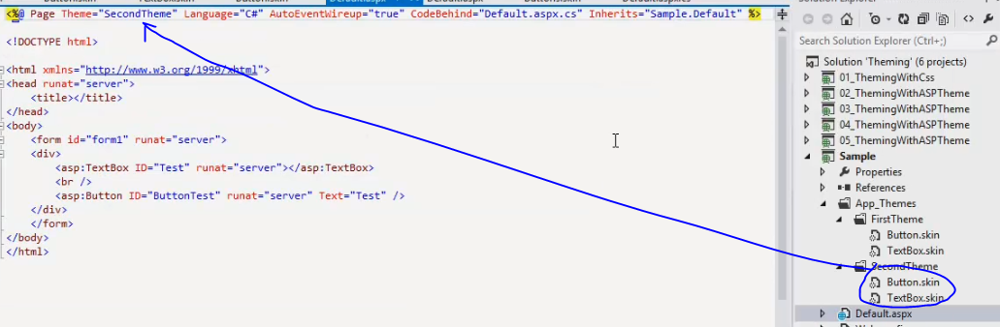 <%@ Page Theme="SecondTheme" Language="C#" AutoEventWireup="true" CodeBehind="Default.aspx.cs" Inherits="Sample.Default" %>
<!DOCTYPE html>
<html xmlns="http://www.w3.org/1999/xhtml">
<head runat="server">
<title></title>
</head>
<body>
<form id="form1" runat="server">
<div>
<asp:TextBox ID="Test" runat="server"></asp:TextBox>
<br />
<asp:Button ID="ButtonTest" runat="server" Text="Test" />
</div>
</form>
</body>
</html>
Search Solution Explorer (Ctrl+;)
Solution 'Theming' (6 projects)
01_ThemingWithCss
02_ThemingWithASPTheme
03_ThemingWithASPTheme
04_ThemingWithASPTheme
05_ThemingWithASPTheme
Sample
Properties
References
App_Themes
FirstTheme
Button.skin
TextBox.skin
SecondTheme
Button.skin
TextBox.skin
Default.aspx